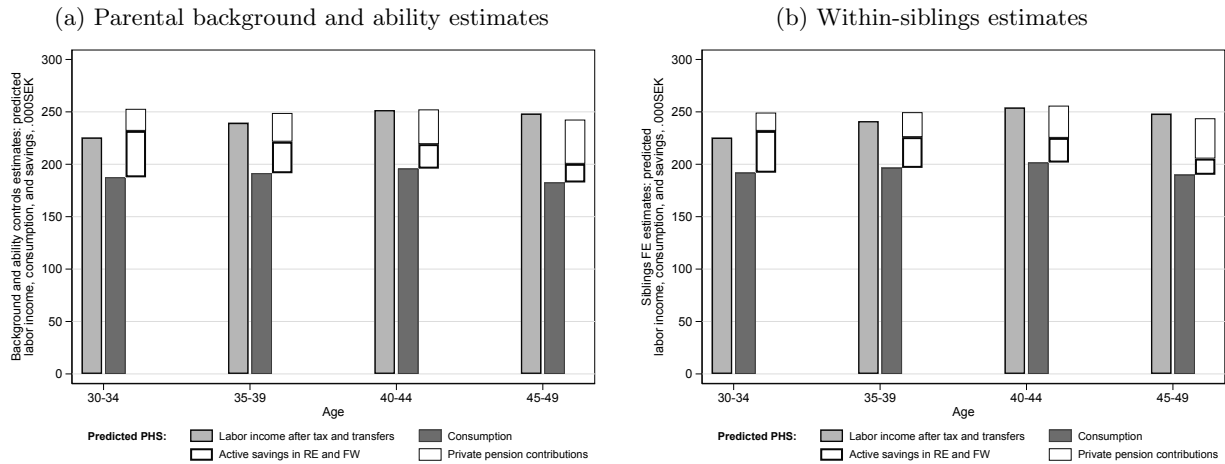 (a) Parental background and ability estimates
Background and ability controls estimates: predicted
labor income, consumption, and savings, .000SEK
300
250
200
150
100
50
0
30-34
35-39
40-44
45-49
Age
Predicted PHS:
Labor income after tax and transfers
Consumption
Active savings in RE and FW
Private pension contributions
(b) Within-siblings estimates
Siblings FE estimates: predicted
labor income, consumption, and savings, .000SEK
300
250
200
150
100
50
0
30-34
35-39
40-44
45-49
Age
Predicted PHS:
Labor income after tax and transfers
Consumption
Active savings in RE and FW
Private pension contributions